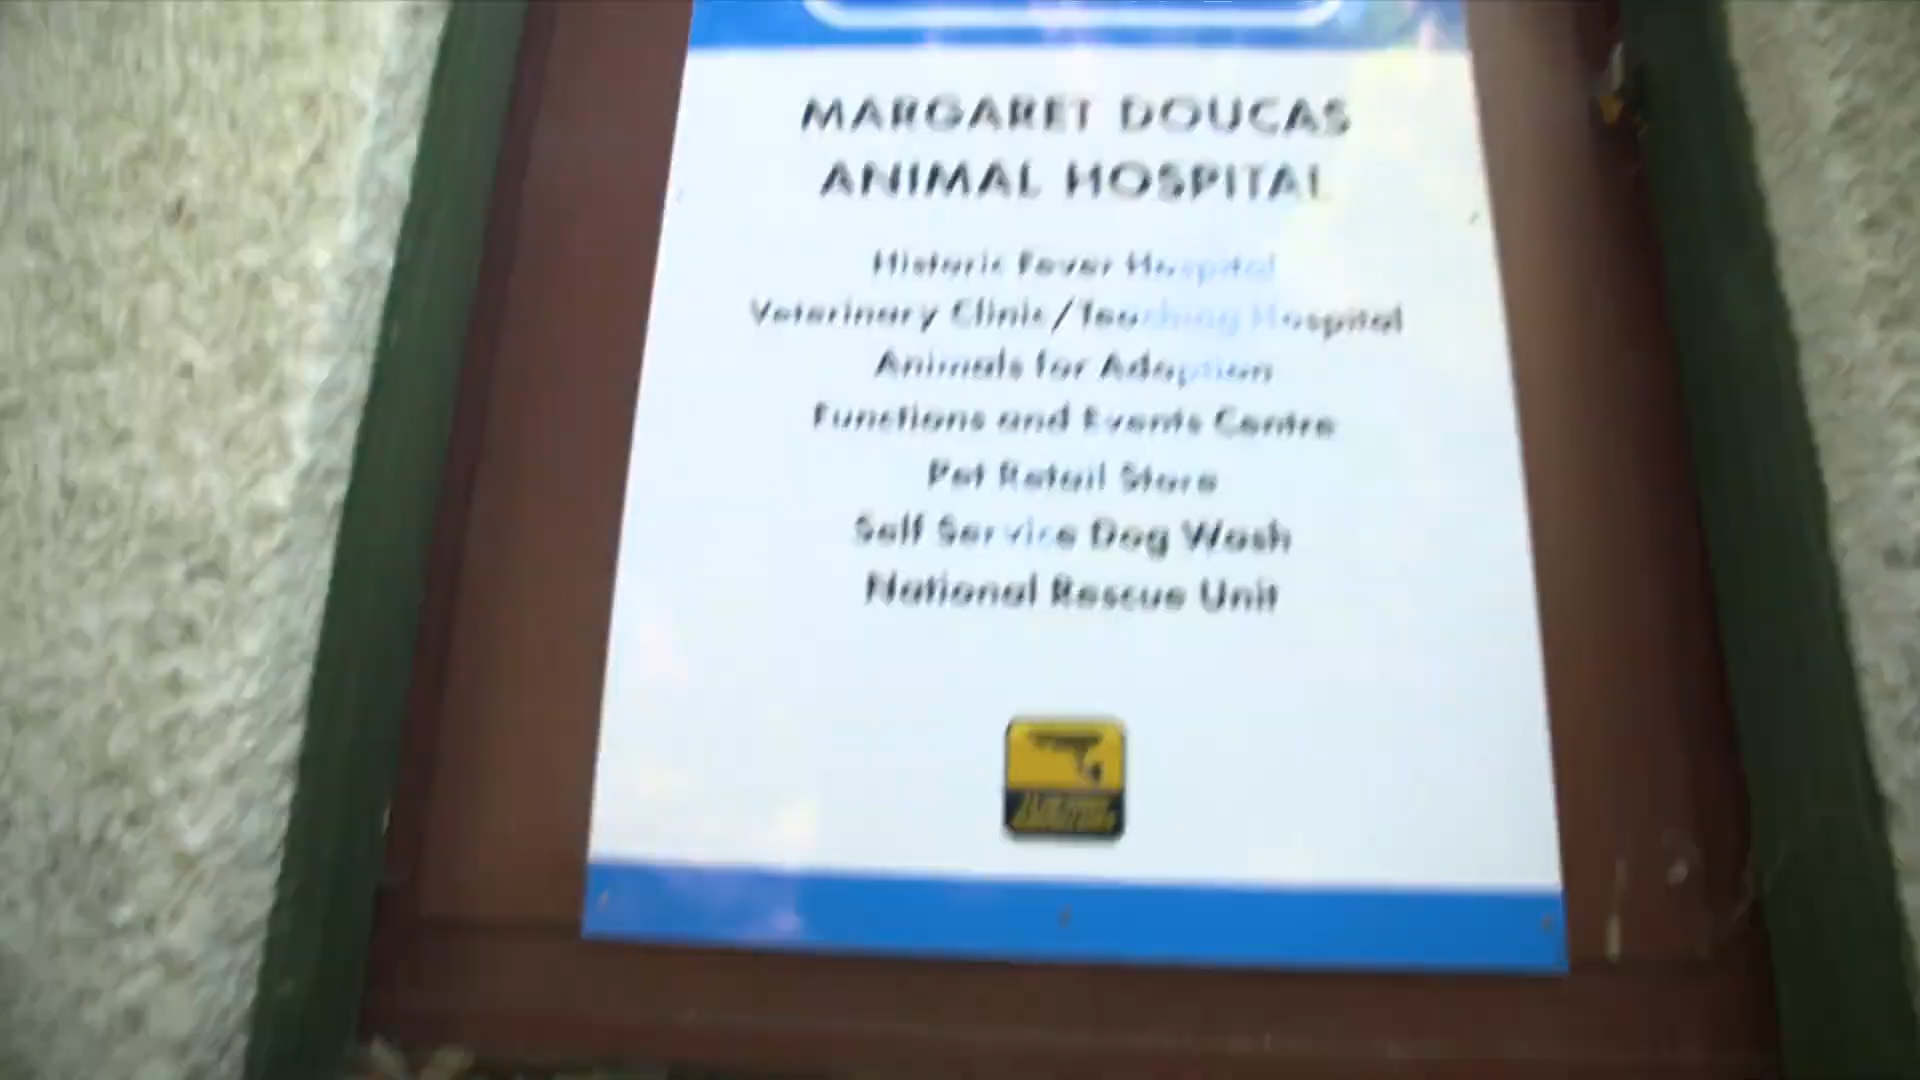 MARGARET DOUCAS
ANIMAL HOSPITAL
Historic Fever Hospital
Veterinary Clinic/Teaching Hospital
Animals for Adoption
Functions and Events Centre
Pet Retail Store
Self Service Dog Wash
National Rescue Unit